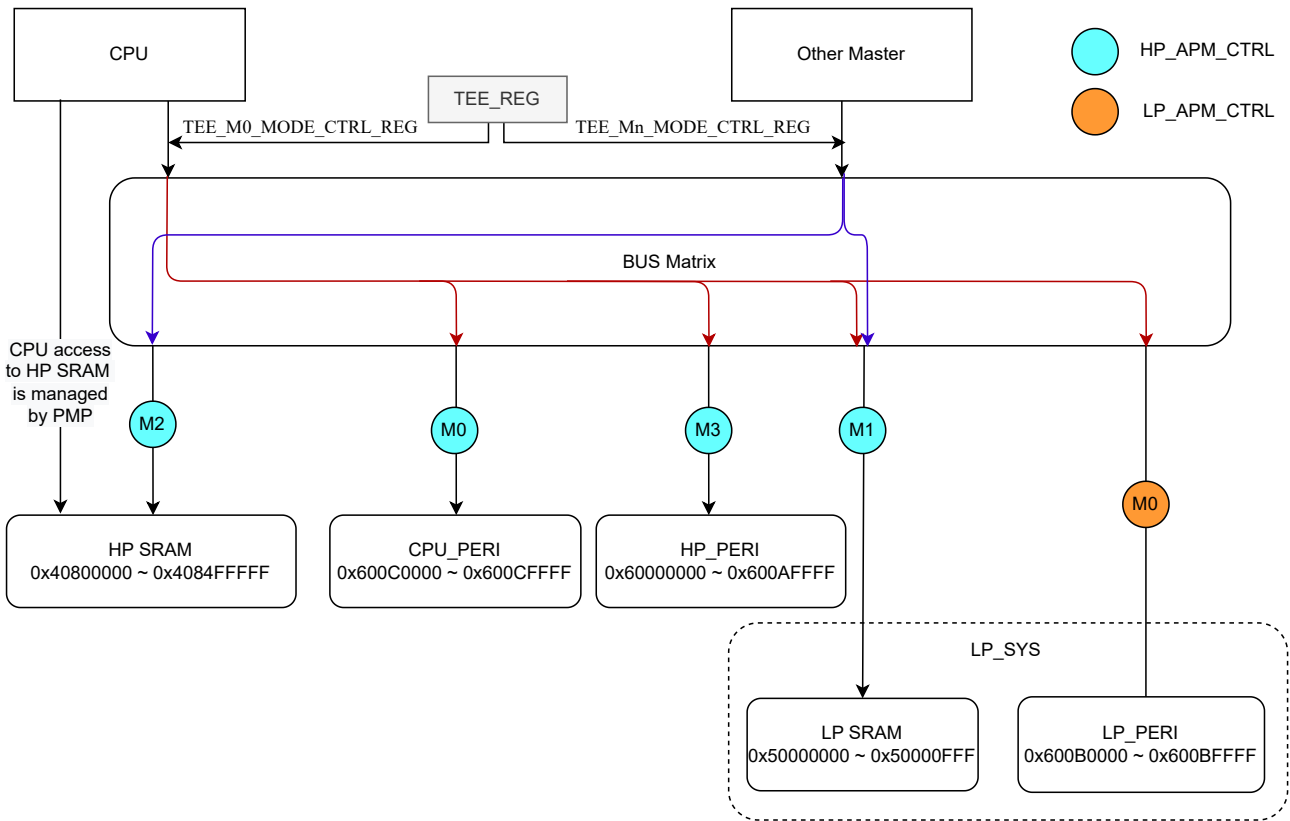 CPU
Other Master
HP_APM_CTRL
TEE_REG
LP_APM_CTRL
TEE_M0_MODE_CTRL_REG
TEE_Mn_MODE_CTRL_REG
BUS Matrix
CPU access
to HP SRAM
is managed
by PMP
M2
M0
M3
M1
M0
HP SRAM
0x40800000 ~ 0x4084FFFFF
CPU_PERI
0x600C0000 ~ 0x600CFFFF
HP_PERI
0x60000000 ~ 0x600AFFFF
LP_SYS
LP SRAM
0x50000000 ~ 0x50000FFF
LP_PERI
0x600B0000 ~ 0x600BFFFF